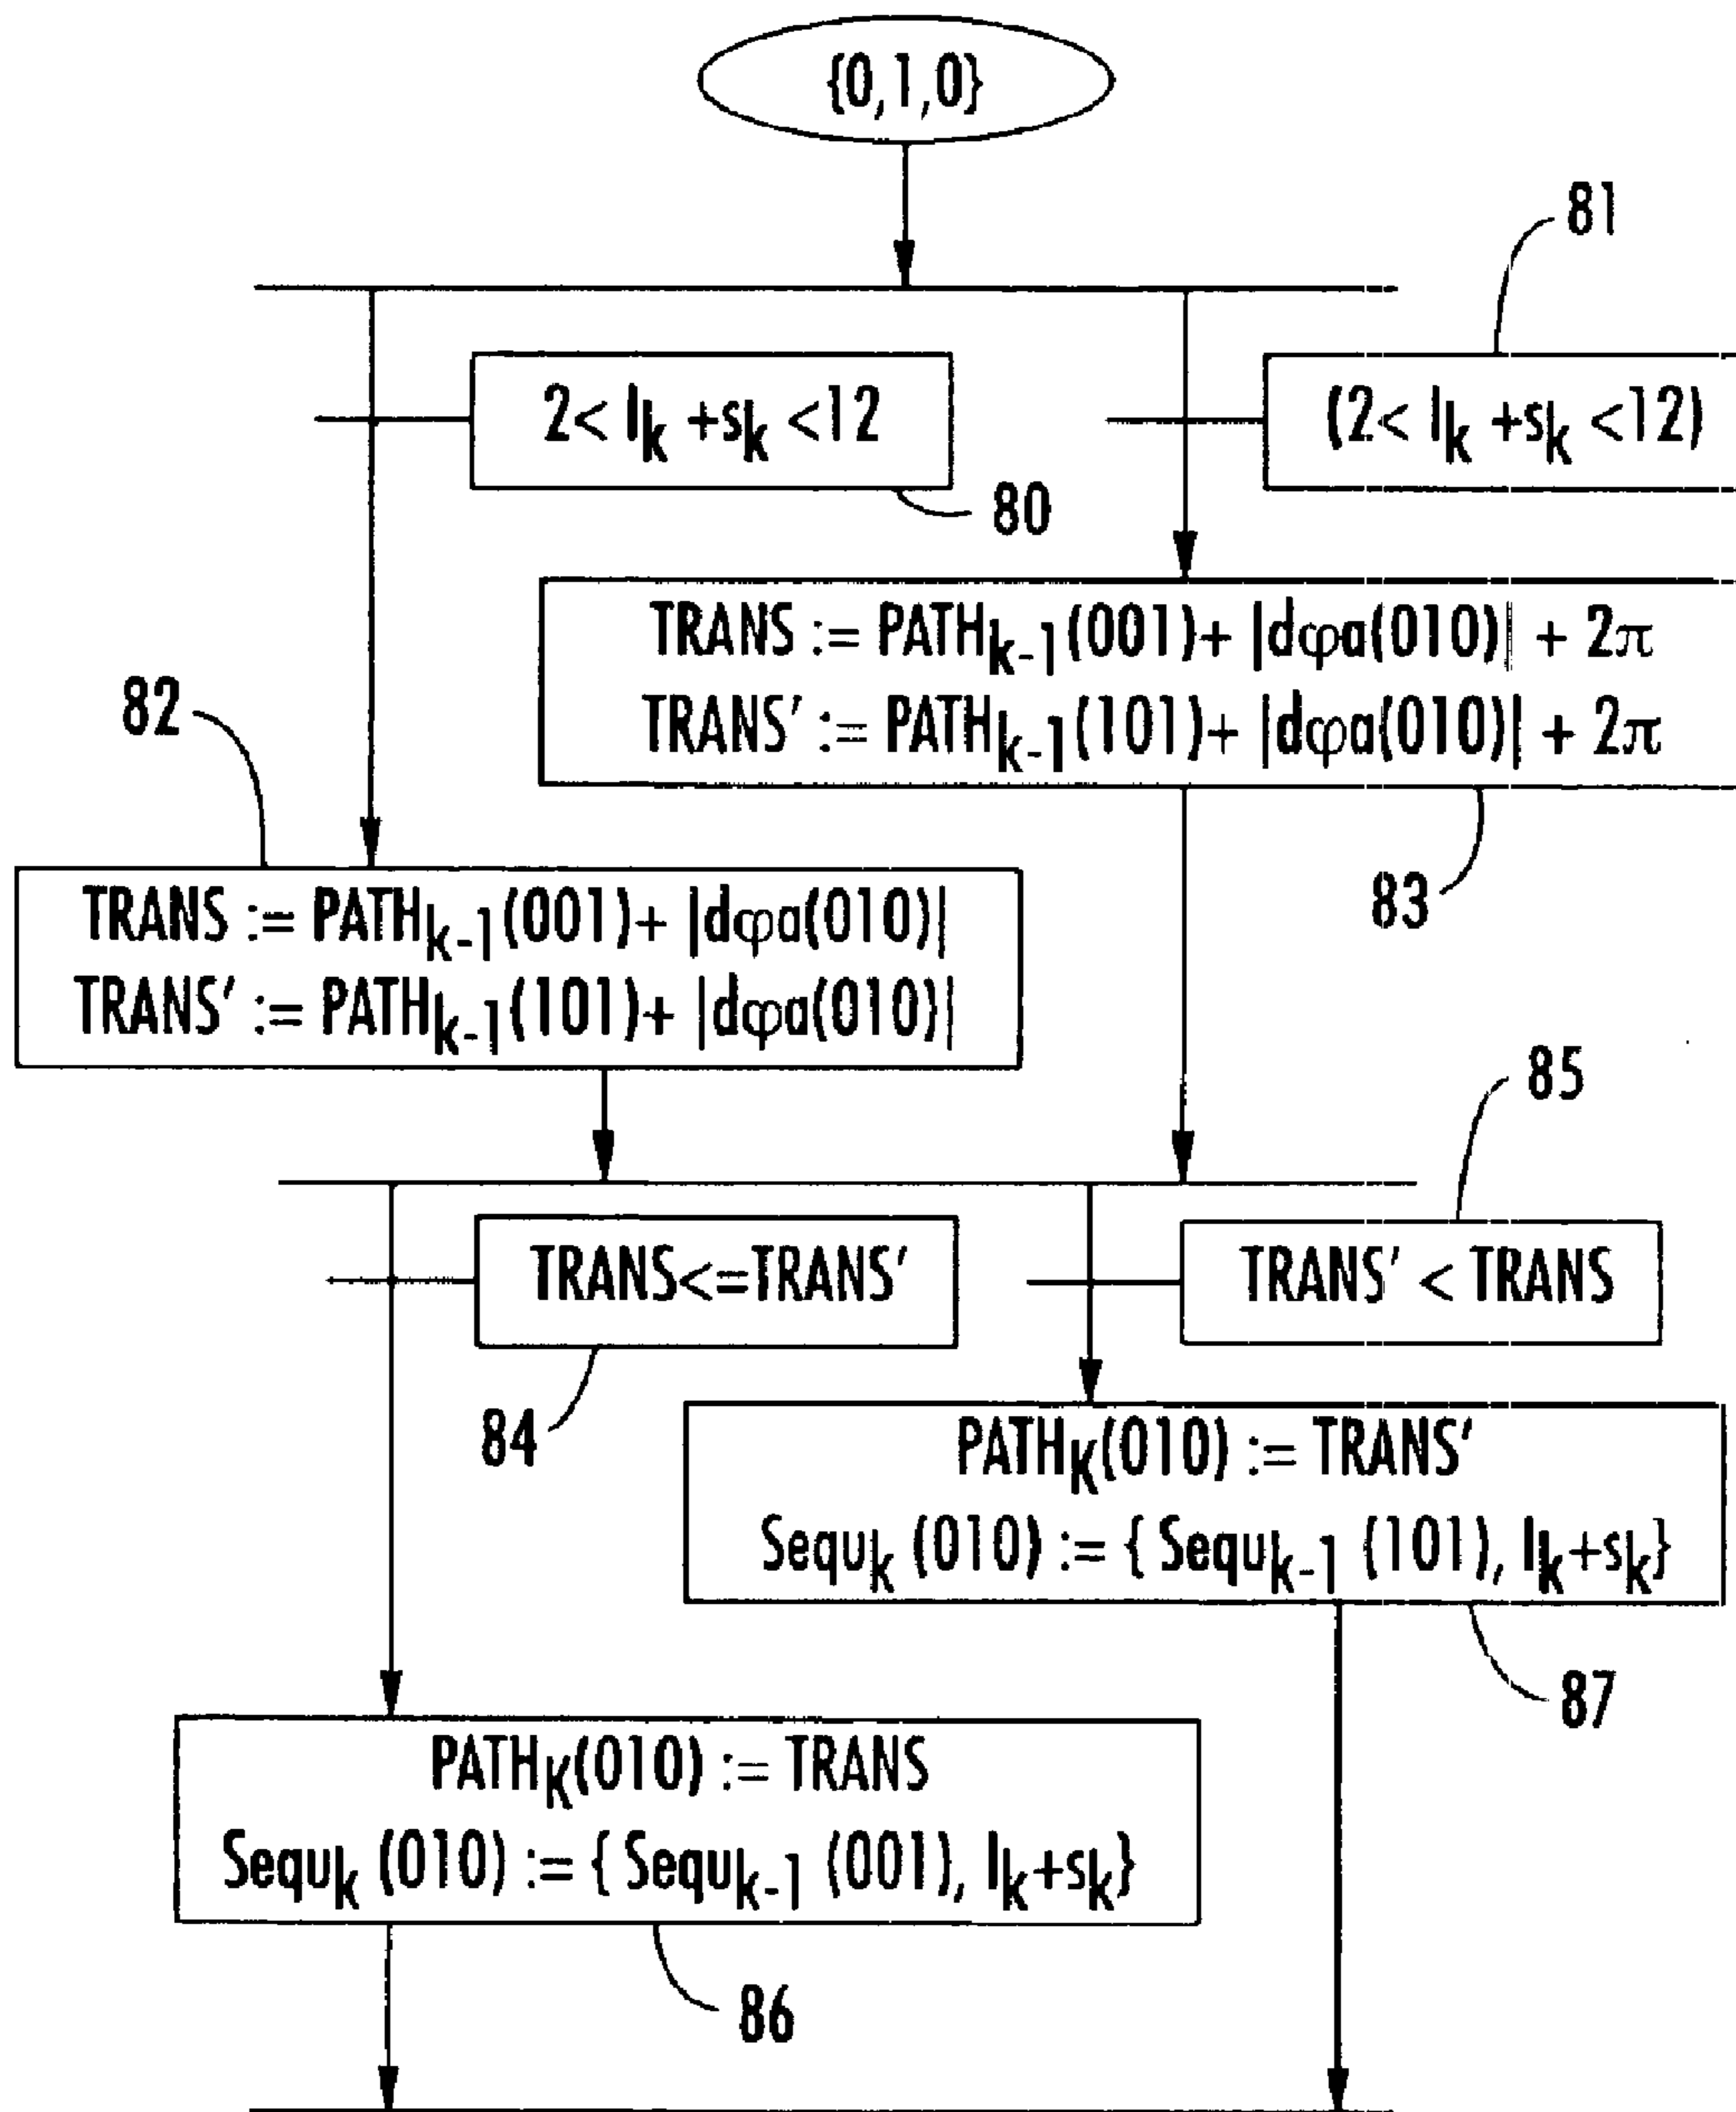 {0,1,0}
81
2< lk +sk <12
(2< lk +sk <12)
80
TRANS := PATHk-1(001)+ |dφa(010)| + 2π
TRANS' := PATHk-1(101)+ |dφa(010)| + 2π
82
83
TRANS := PATHk-1(001)+ |dφa(010)|
TRANS' := PATHk-1(101)+ |dφa(010)|
85
TRANS<=TRANS'
TRANS' < TRANS
84
PATHK(010) := TRANS'
Sequk (010) := { Sequk-1 (101), lk+sk}
87
PATHK(010) := TRANS
Sequk (010) := { Sequk-1 (001), lk+sk}
86